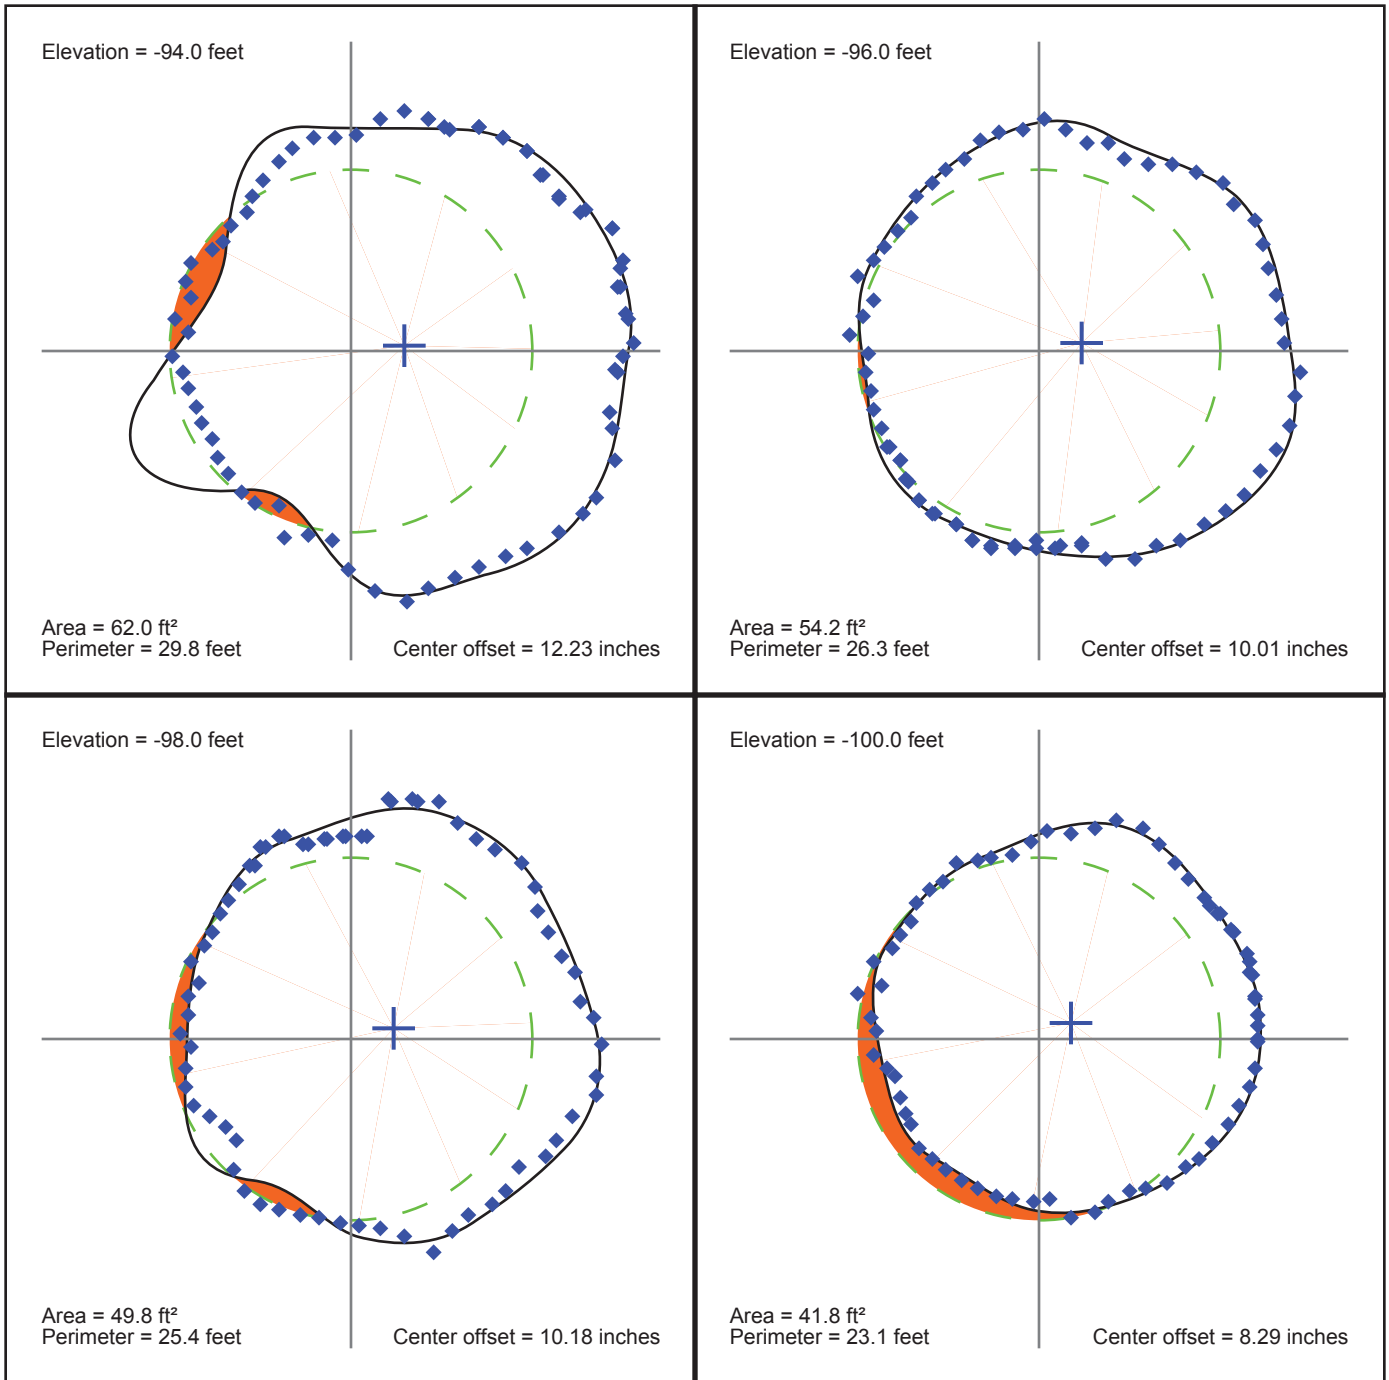 Elevation = -94.0 feet
Area = 62.0 ft²
Perimeter = 29.8 feet
Center offset = 12.23 inches
Elevation = -96.0 feet
Area = 54.2 ft²
Perimeter = 26.3 feet
Center offset = 10.01 inches
Elevation = -98.0 feet
Area = 49.8 ft²
Perimeter = 25.4 feet
Center offset = 10.18 inches
Elevation = -100.0 feet
Area = 41.8 ft²
Perimeter = 23.1 feet
Center offset = 8.29 inches